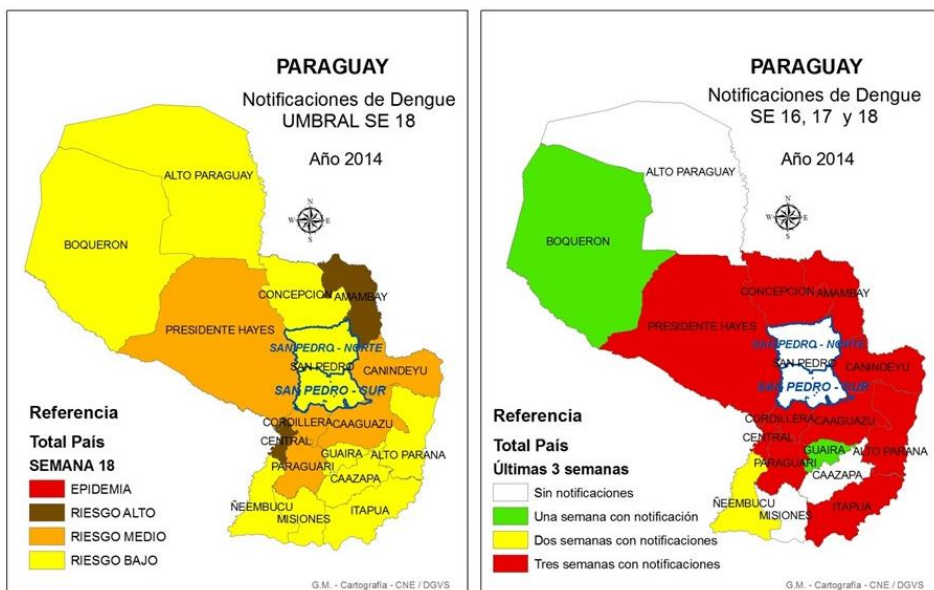 PARAGUAY
Notificaciones de Dengue
UMBRAL SE 18
Año 2014
N
W E
S
ALTO PARAGUAY
BOQUERON
CONCEPCION
AMAMBAY
PRESIDENTE HAYES
SAN PEDRO - NORTE
SAN PEDRO
CANINDEYU
SAN PEDRO - SUR
CORDILLERA
CAAGUAZU
CENTRAL
GUAIRA
ALTO PARANA
PARAGUARI
CAAZAPA
ÑEEMBUCU
MISIONES
ITAPUA
Referencia
Total País
SEMANA 18
EPIDEMIA
RIESGO ALTO
RIESGO MEDIO
RIESGO BAJO
G.M. - Cartografía - CNE / DGVS
PARAGUAY
Notificaciones de Dengue
SE 16, 17 y 18
Año 2014
N
W E
S
ALTO PARAGUAY
BOQUERON
CONCEPCION
AMAMBAY
PRESIDENTE HAYES
SAN PEDRO - NORTE
SAN PEDRO
CANINDEYU
SAN PEDRO - SUR
CORDILLERA
CAAGUAZU
CENTRAL
GUAIRA
ALTO PARANA
PARAGUARI
CAAZAPA
ÑEEMBUCU
MISIONES
ITAPUA
Referencia
Total País
Últimas 3 semanas
Sin notificaciones
Una semana con notificación
Dos semanas con notificaciones
Tres semanas con notificaciones
G.M. - Cartografía - CNE / DGVS